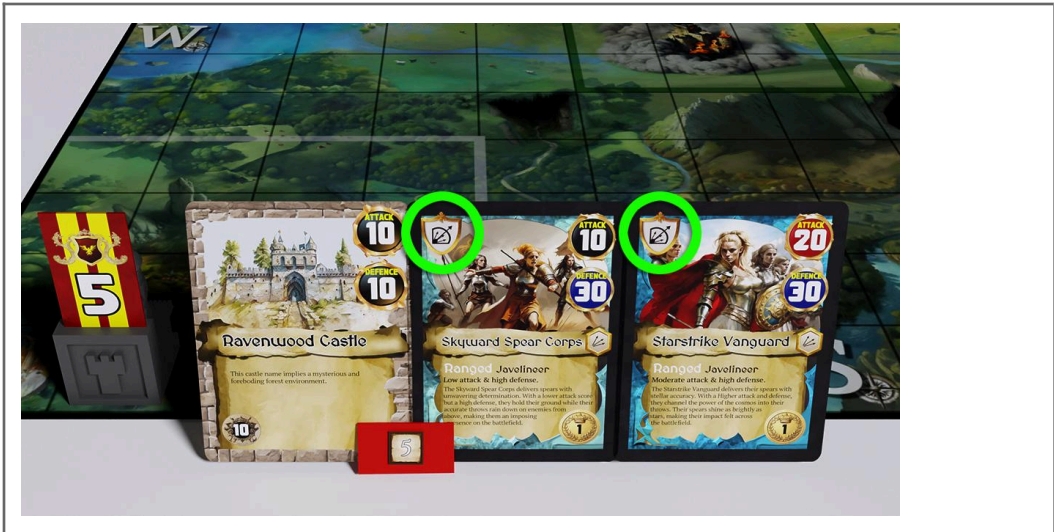 W
5
ATTACK
10
DEFENCE
10
Ravenwood Castle
This castle name implies a mysterious and
foreboding forest environment.
10
5
ATTACK
10
DEFENCE
30
Skyward Spear Corps
Ranged Javelineer
Low attack & high defense.
The Skyward Spear Corps delivers spears with
unwavering determination. With a lower attack score
but a high defense, they hold their ground while their
accurate throws rain down on enemies from
above, making them an imposing
presence on the battlefield.
1
ATTACK
20
DEFENCE
30
Starstrike Vanguard
Ranged Javelineer
Moderate attack & high defense.
The Starstrike Vanguard delivers their spears with
stellar accuracy. With a Higher attack and defense,
they channel the power of the cosmos into their
throws. Their spears shine as brightly as
stars, making their impact felt across
the battlefield.
1
S